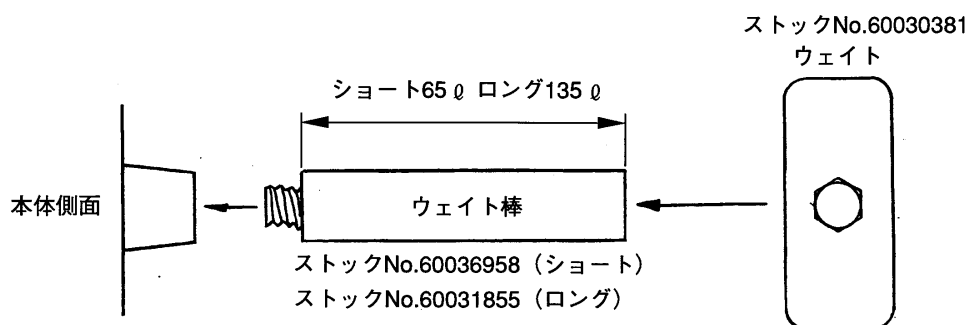 ストックNo.60030381
ウェイト
ショート65ℓ ロング135ℓ
本体側面
ウェイト棒
ストックNo.60036958（ショート）
ストックNo.60031855（ロング）